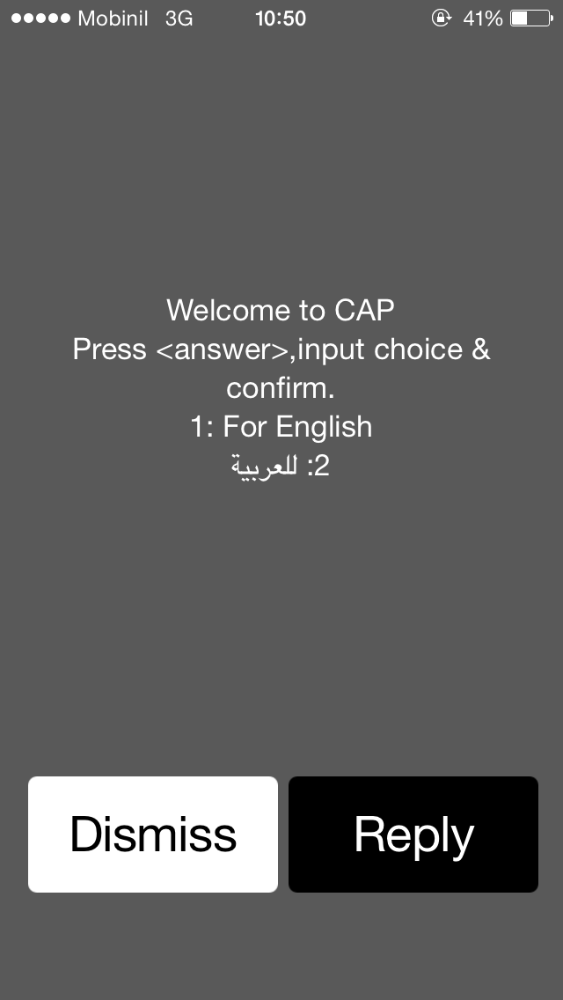 Mobinil 3G 10:50 41%
Welcome to CAP
Press <answer>,input choice &
confirm.
1: For English
2: للعربية
Dismiss Reply